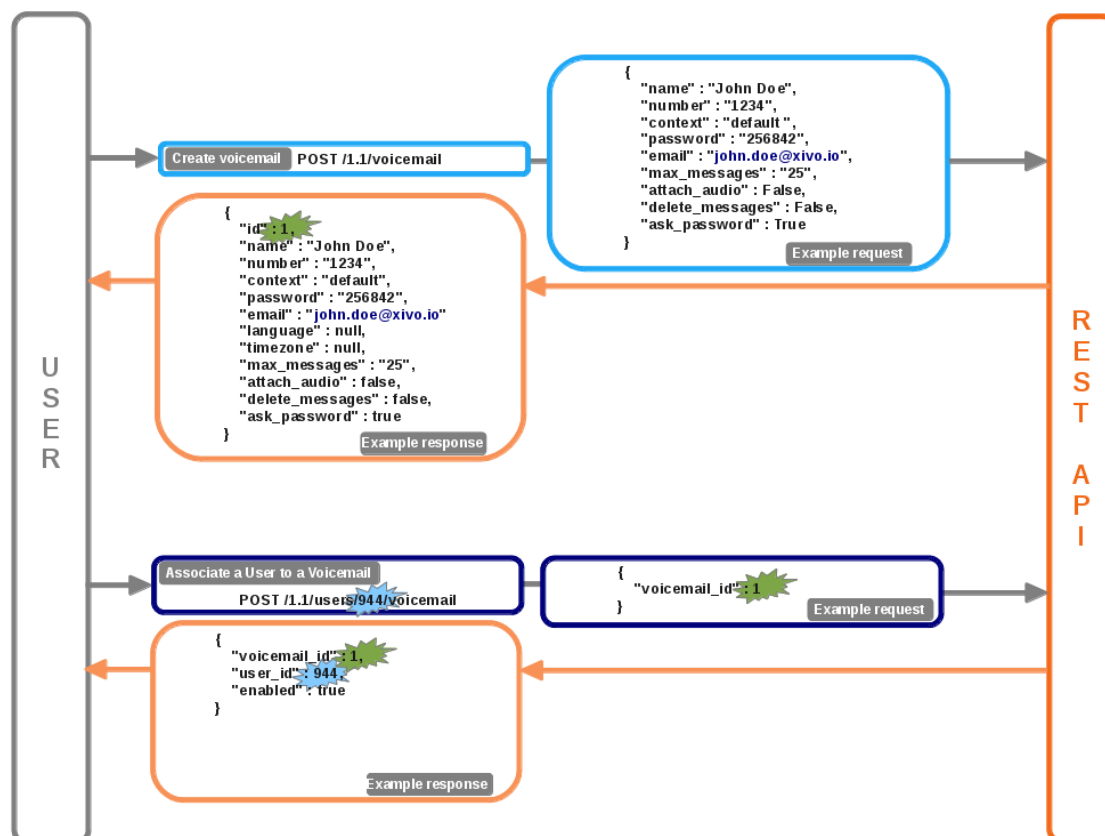 USER
Create voicemail POST /1.1/voicemail
{
"name" : "John Doe",
"number" : "1234",
"context" : "default ",
"password" : "256842",
"email" : "john.doe@xivo.io",
"max_messages" : "25",
"attach_audio" : False,
"delete_messages" : False,
"ask_password" : True
}
Example request
{
"id" : 1,
"name" : "John Doe",
"number" : "1234",
"context" : "default",
"password" : "256842",
"email" : "john.doe@xivo.io"
"language" : null,
"timezone" : null,
"max_messages" : "25",
"attach_audio" : false,
"delete_messages" : false,
"ask_password" : true
}
Example response
REST API
Associate a User to a Voicemail
POST /1.1/users/944/voicemail
{
"voicemail_id" : 1
}
Example request
{
"voicemail_id" : 1,
"user_id" : 944,
"enabled" : true
}
Example response